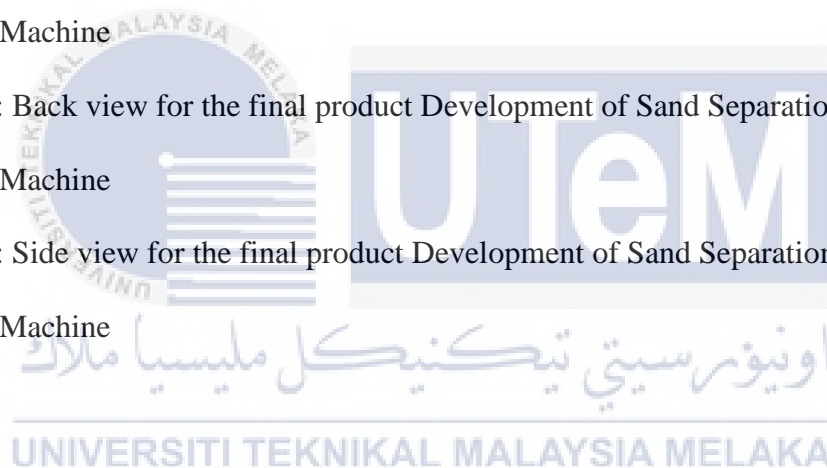 Machine
: Back view for the final product Development of Sand Separatio
Machine
: Side view for the final product Development of Sand Separation
Machine
UTeM
اونيۏرسيتي تيكنيكل مليسيا ملاك
UNIVERSITI TEKNIKAL MALAYSIA MELAKA